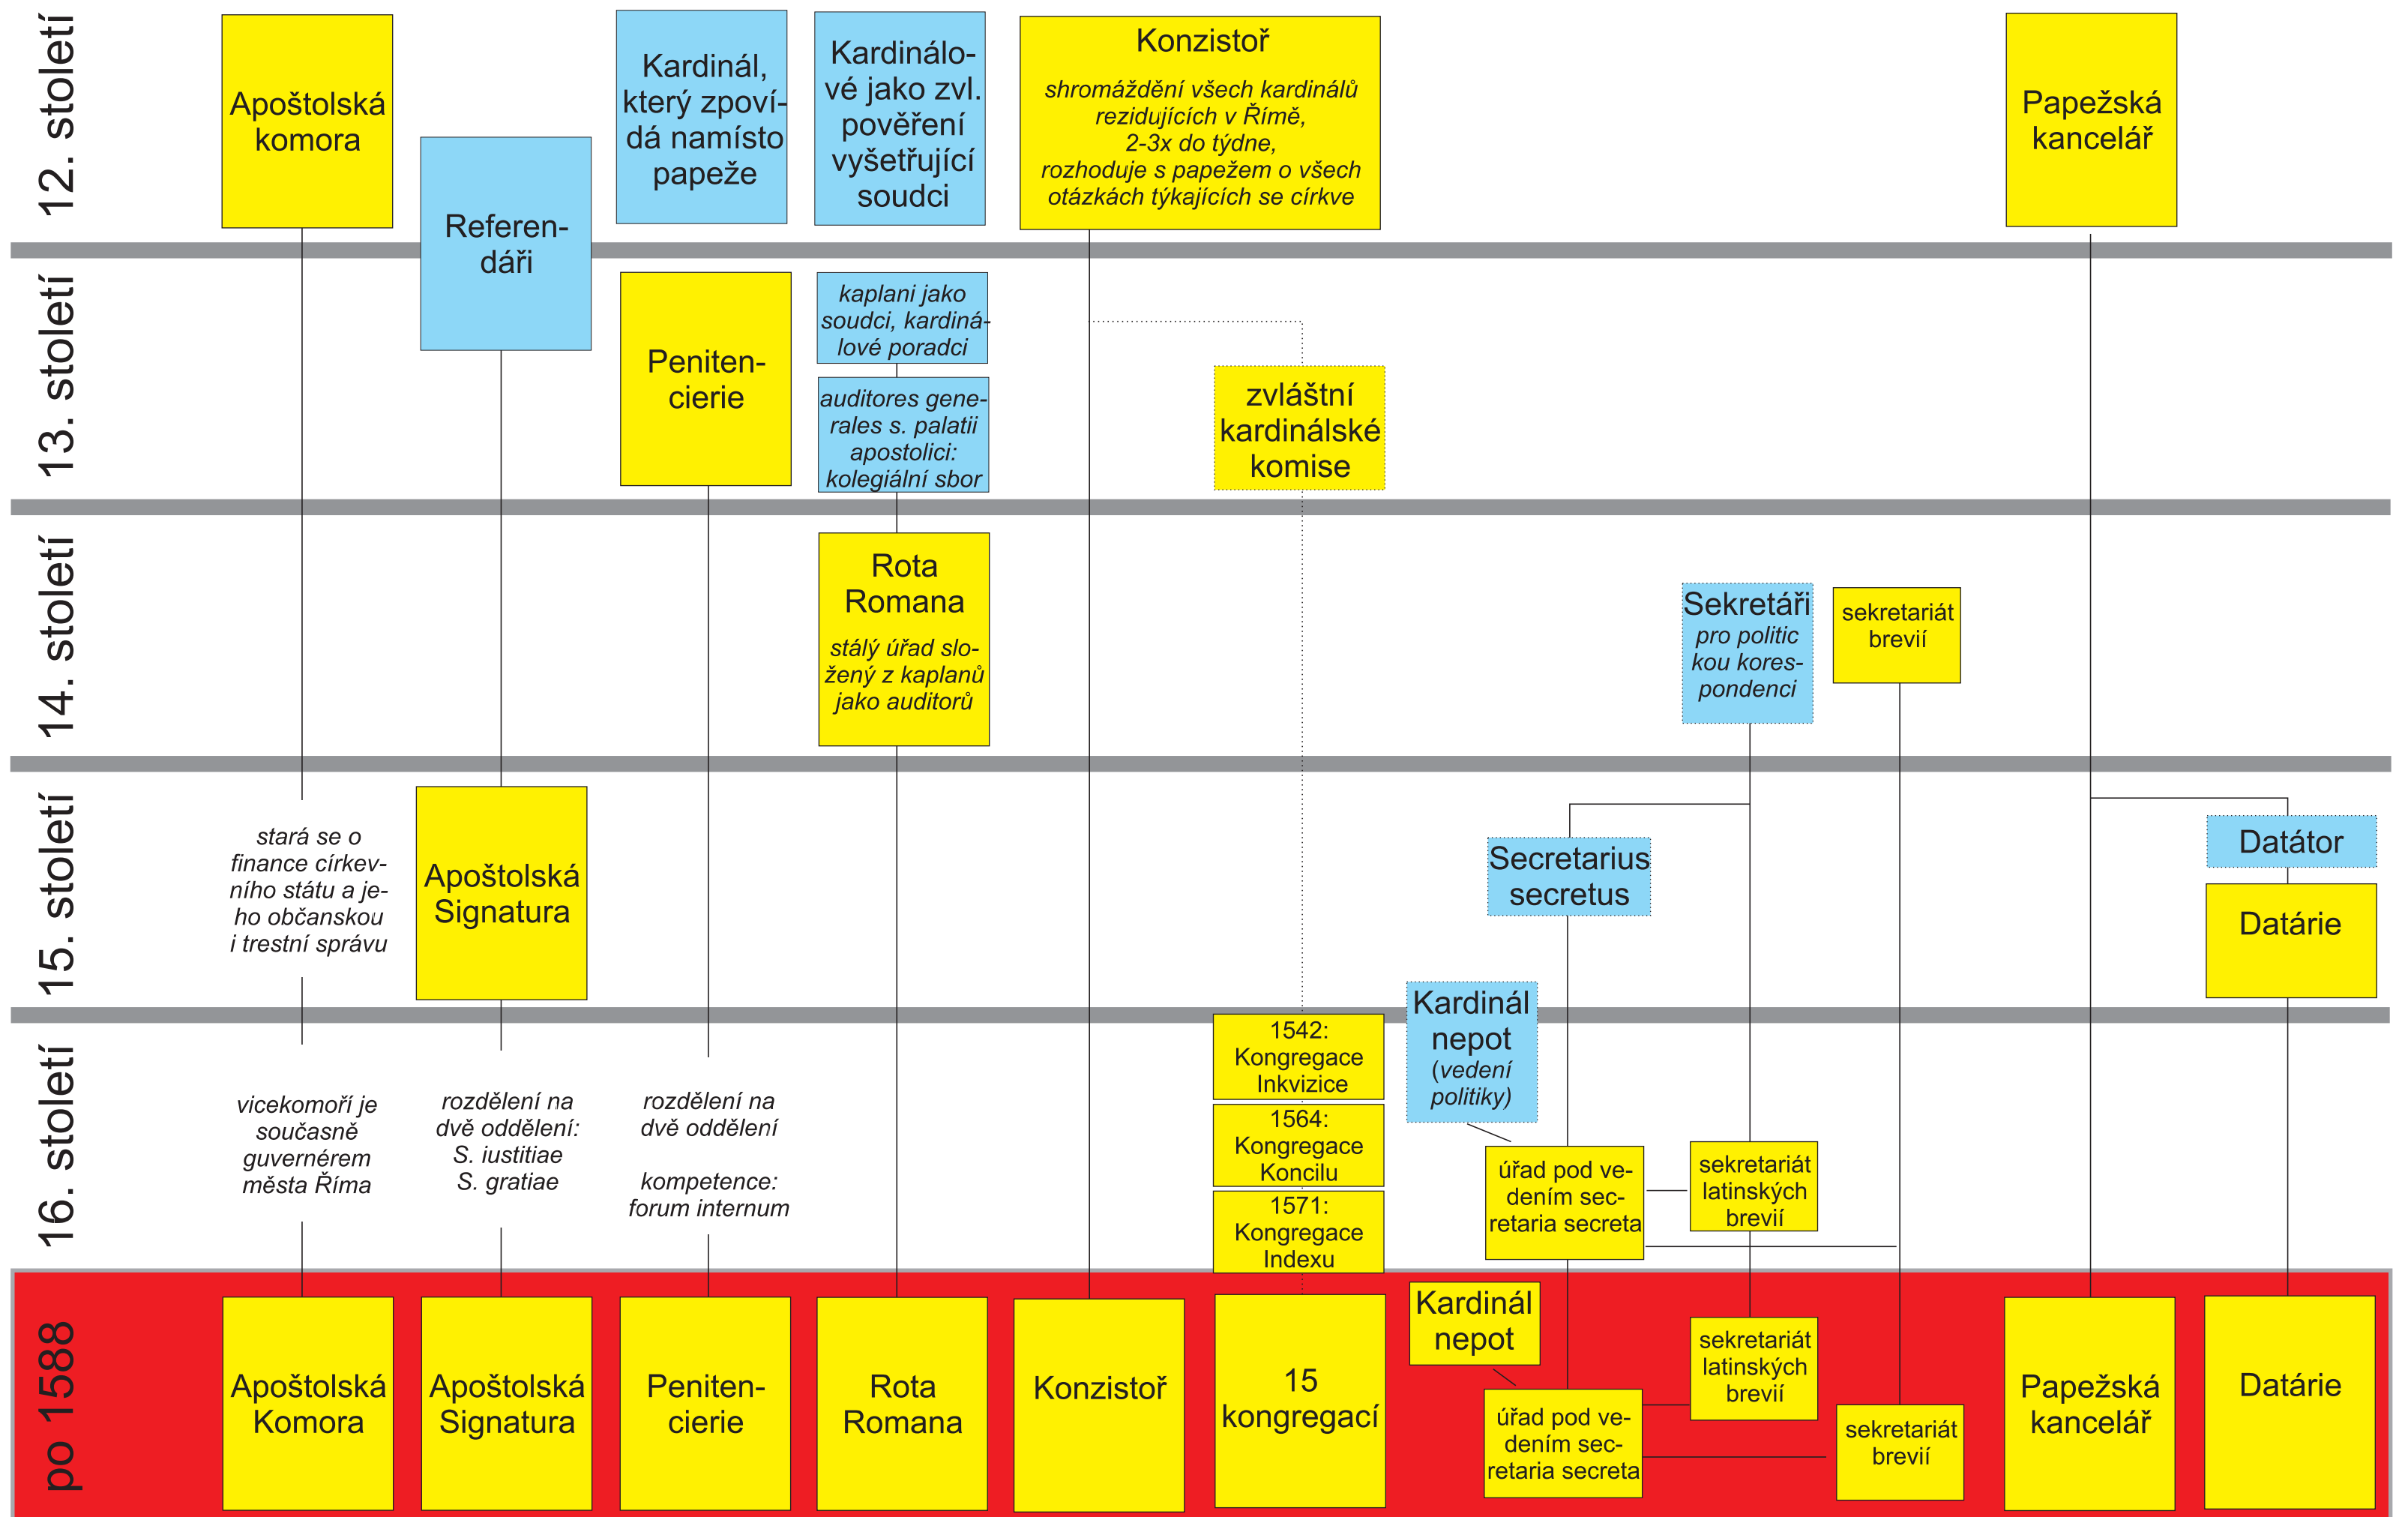 12. století
Apoštolská
komora
Referen-
dáři
Kardinál,
který zpoví-
dá namísto
papeže
Kardinálo-
vé jako zvl.
pověření
vyšetřující
soudci
Konzistoř
shromáždění všech kardinálů
rezidujících v Římě,
2-3x do týdne,
rozhoduje s papežem o všech
otázkách týkajících se církve
Papežská
kancelář
13. století
Peniten-
cierie
kaplani jako
soudci, kardiná-
lové poradci
auditores gene-
rales s. palatii
apostolici:
kolegiální sbor
zvláštní
kardinálské
komise
14. století
Rota
Romana
stálý úřad slo-
žený z kaplanů
jako auditorů
Sekretáři
pro politic
kou kores-
pondenci
sekretariát
brevií
15. století
stará se o
finance církev-
ního státu a je-
ho občanskou
i trestní správu
Apoštolská
Signatura
Secretarius
secretus
Datátor
Datárie
16. století
vicekomoří je
současně
guvernérem
města Říma
rozdělení na
dvě oddělení:
S. iustitiae
S. gratiae
rozdělení na
dvě oddělení
kompetence:
forum internum
1542:
Kongregace
Inkvizice
1564:
Kongregace
Koncilu
1571:
Kongregace
Indexu
Kardinál
nepot
(vedení
politiky)
úřad pod ve-
dením sec-
retaria secreta
sekretariát
latinských
brevií
po 1588
Apoštolská
Komora
Apoštolská
Signatura
Peniten-
cierie
Rota
Romana
Konzistoř
15
kongregací
Kardinál
nepot
úřad pod ve-
dením sec-
retaria secreta
sekretariát
latinských
brevií
sekretariát
brevií
Papežská
kancelář
Datárie